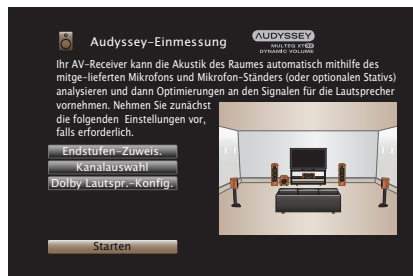 Audyssey-Einmessung
AUDYSSEY
MULTEQ XT32
DYNAMIC VOLUME
Ihr AV-Receiver kann die Akustik des Raumes automatisch mithilfe des
mitge-lieferten Mikrofons und Mikrofon-Ständers (oder optionalen Stativs)
analysieren und dann Optimierungen an den Signalen für die Lautsprecher
vornehmen. Nehmen Sie zunächst
die folgenden Einstellungen vor,
falls erforderlich.
Endstufen-Zuweis.
Kanalauswahl
Dolby Lautspr.-Konfig.
Starten